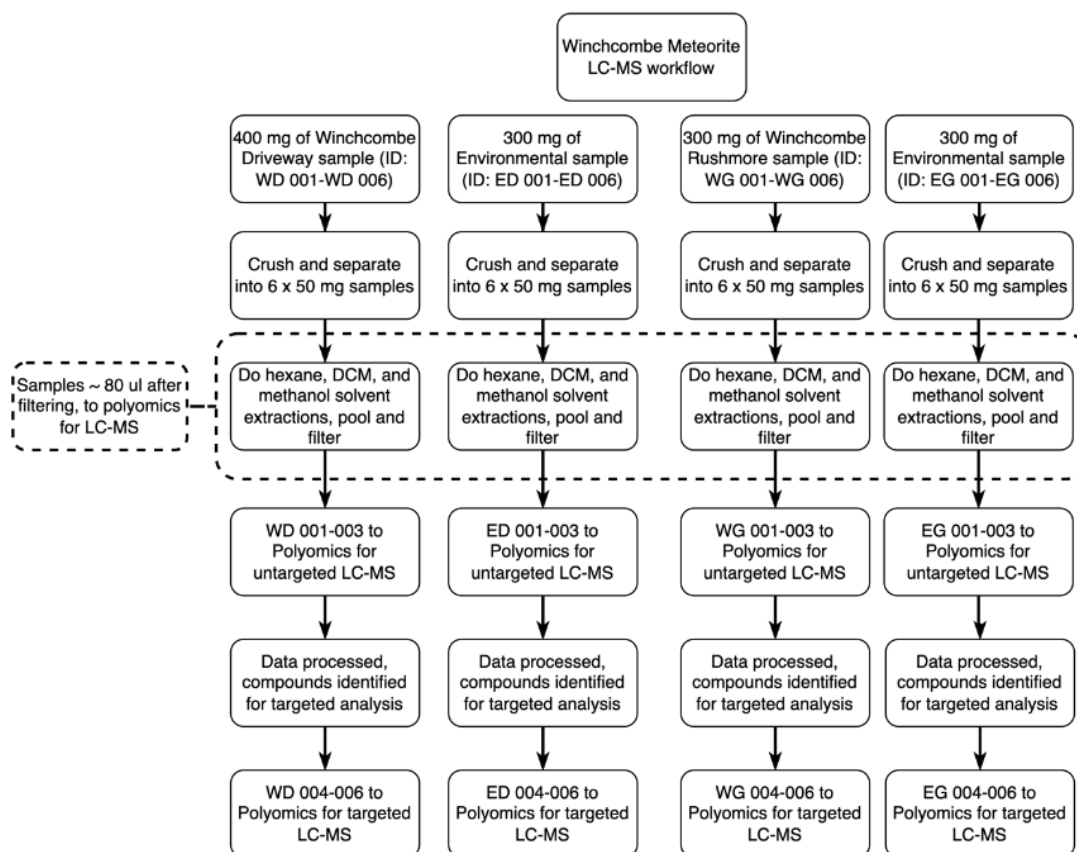 Winchcombe Meteorite
LC-MS workflow
400 mg of Winchcombe
Driveway sample (ID:
WD 001-WD 006)
300 mg of
Environmental sample
(ID: ED 001-ED 006)
300 mg of Winchcombe
Rushmore sample (ID:
WG 001-WG 006)
300 mg of
Environmental sample
(ID: EG 001-EG 006)
Crush and separate
into 6 x 50 mg samples
Crush and separate
into 6 x 50 mg samples
Crush and separate
into 6 x 50 mg samples
Crush and separate
into 6 x 50 mg samples
Samples ~ 80 ul after
filtering, to polyomics
for LC-MS
Do hexane, DCM, and
methanol solvent
extractions, pool and
filter
Do hexane, DCM, and
methanol solvent
extractions, pool and
filter
Do hexane, DCM, and
methanol solvent
extractions, pool and
filter
Do hexane, DCM, and
methanol solvent
extractions, pool and
filter
WD 001-003 to
Polyomics for
untargeted LC-MS
ED 001-003 to
Polyomics for
untargeted LC-MS
WG 001-003 to
Polyomics for
untargeted LC-MS
EG 001-003 to
Polyomics for
untargeted LC-MS
Data processed,
compounds identified
for targeted analysis
Data processed,
compounds identified
for targeted analysis
Data processed,
compounds identified
for targeted analysis
Data processed,
compounds identified
for targeted analysis
WD 004-006 to
Polyomics for targeted
LC-MS
ED 004-006 to
Polyomics for targeted
LC-MS
WG 004-006 to
Polyomics for targeted
LC-MS
EG 004-006 to
Polyomics for targeted
LC-MS